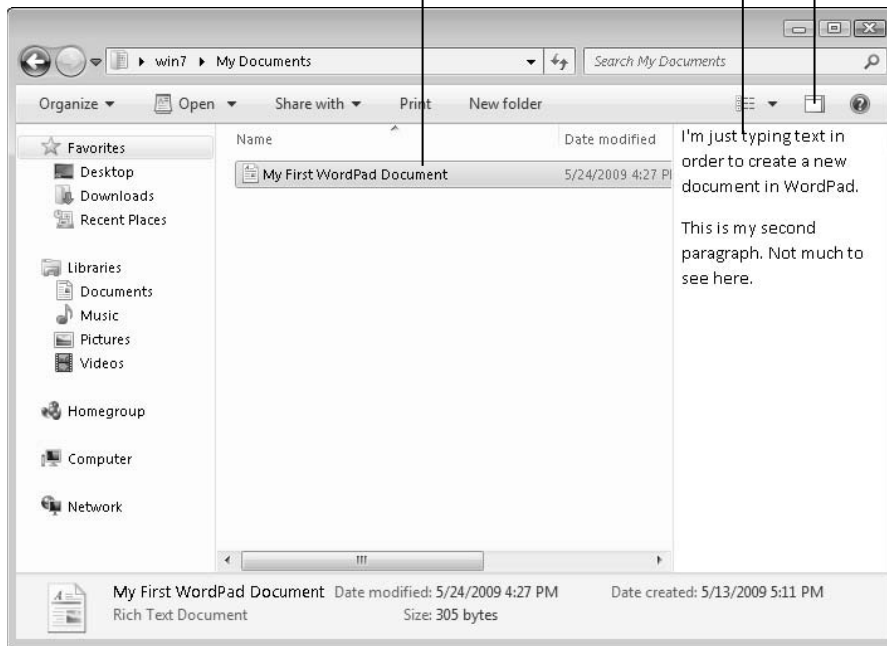 win7 ▸ My Documents
Search My Documents
Organize Open Share with Print New folder
Favorites
Desktop
Downloads
Recent Places
Libraries
Documents
Music
Pictures
Videos
Homegroup
Computer
Network
Name Date modified
My First WordPad Document 5/24/2009 4:27 P
I'm just typing text in
order to create a new
document in WordPad.
This is my second
paragraph. Not much to
see here.
My First WordPad Document Date modified: 5/24/2009 4:27 PM Date created: 5/13/2009 5:11 PM
Rich Text Document Size: 305 bytes